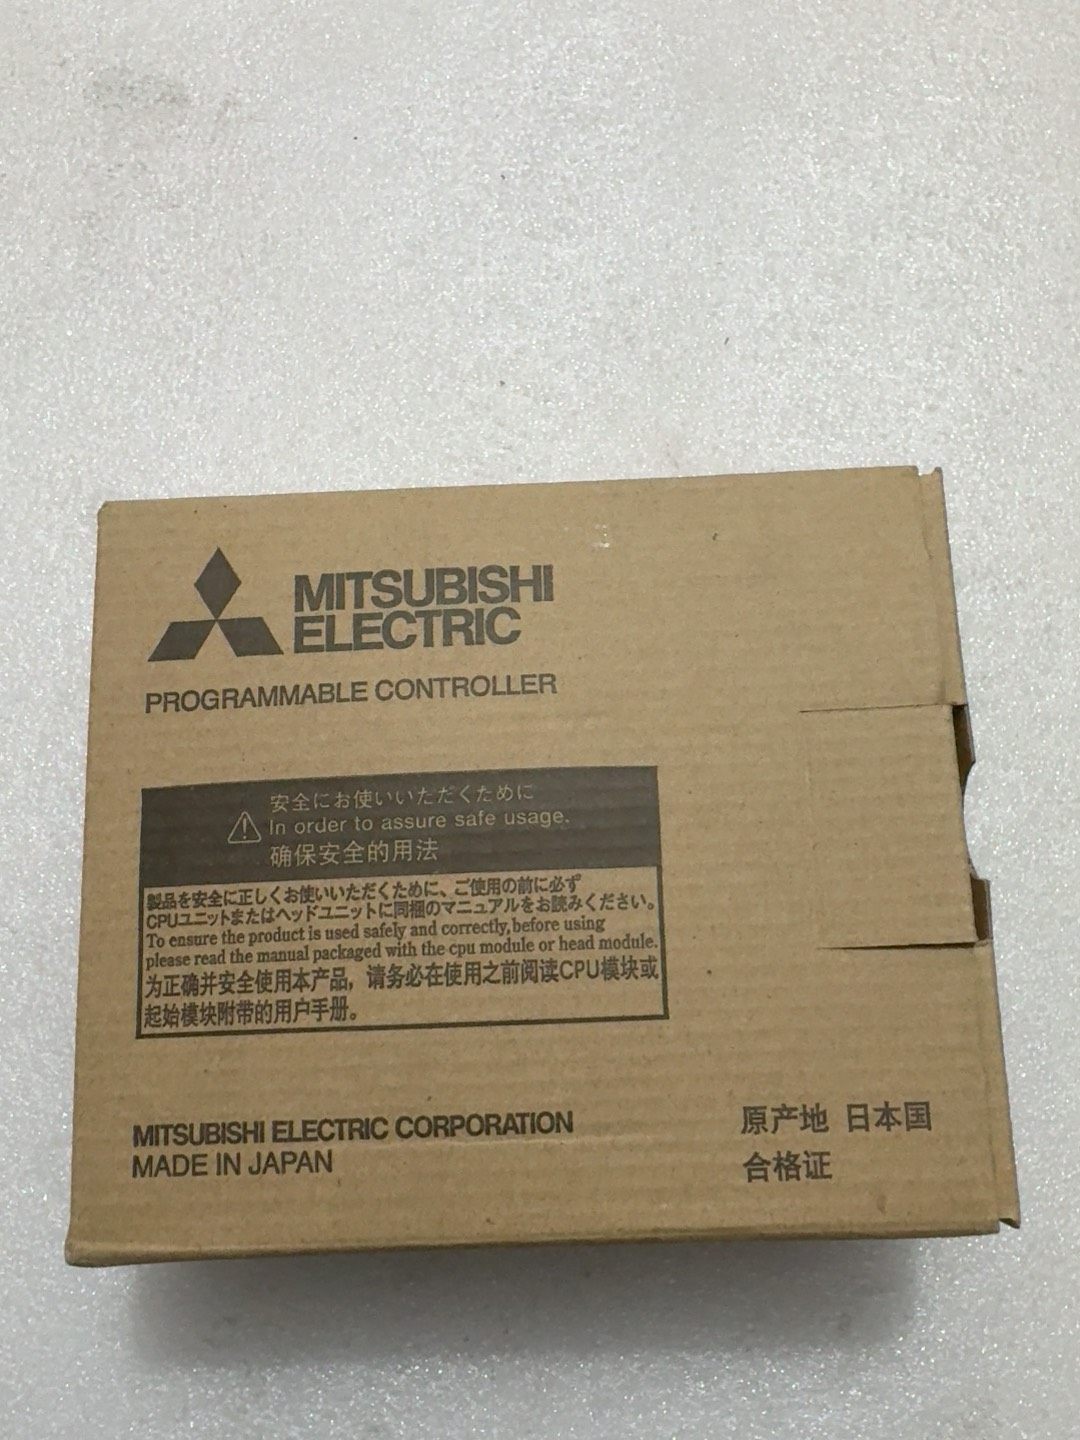 MITSUBISHI
ELECTRIC
PROGRAMMABLE CONTROLLER
安全にお使いいただくために
In order to assure safe usage.
确保安全的用法
製品を安全に正しくお使いいただくために、ご使用の前に必ず
CPUユニットまたはヘッドユニットに同梱のマニュアルをお読みください。
To ensure the product is used safely and correctly,before using
please read the manual packaged with the cpu module or head module.
为正确并安全使用本产品，请务必在使用之前阅读CPU模块或
起始模块附带的用户手册。
MITSUBISHI ELECTRIC CORPORATION
MADE IN JAPAN
原产地 日本国
合格证